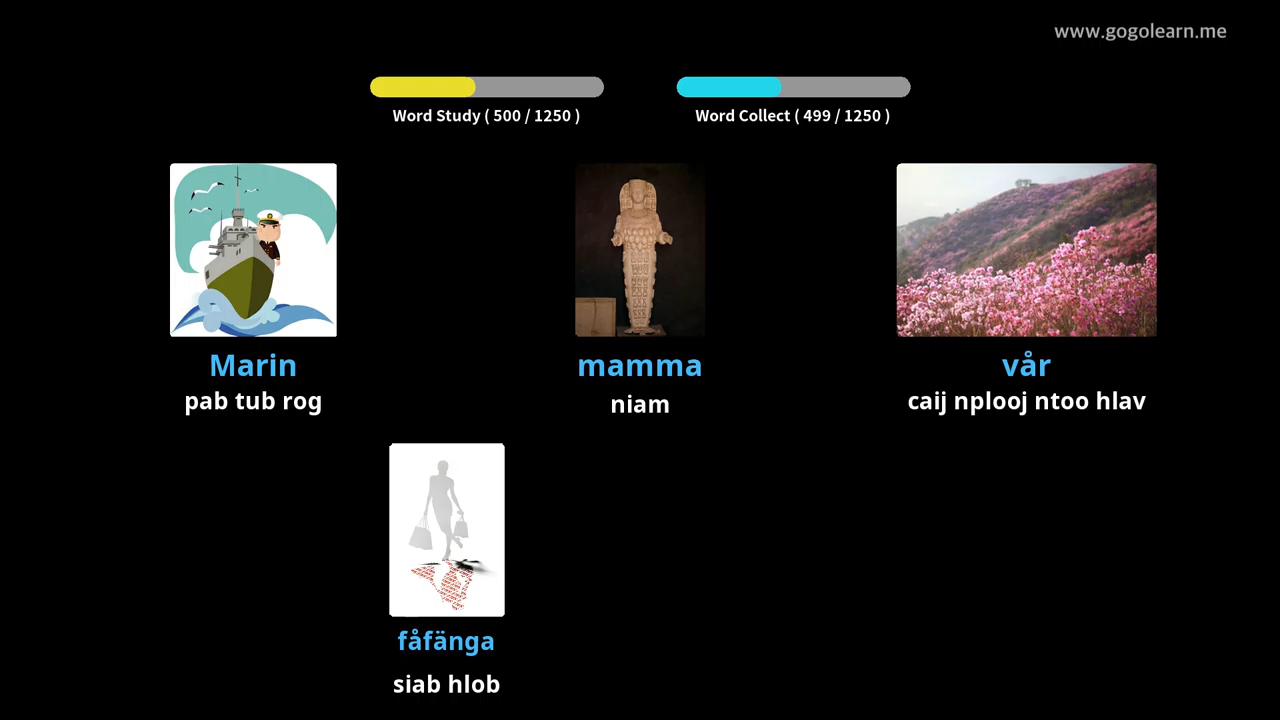 www.gogolearn.me
Word Study ( 500 / 1250 )
Word Collect ( 499 / 1250 )
Marin
pab tub rog
mamma
niam
vår
caij nplooj ntoo hlav
fåfänga
siab hlob